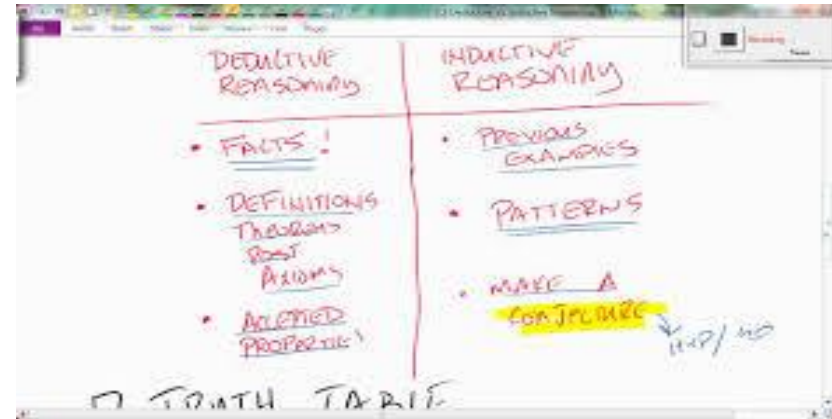 DEDUCTIVE
REASONING
• FACTS!
• DEFINITIONS
THEOREMS
POST
AXIOMS
• ACCEPTED
PROPERTIES
INDUCTIVE
REASONING
• PREVIOUS
EXAMPLES
• PATTERNS
• MAKE A
CONJECTURE
TRUTH TABLE